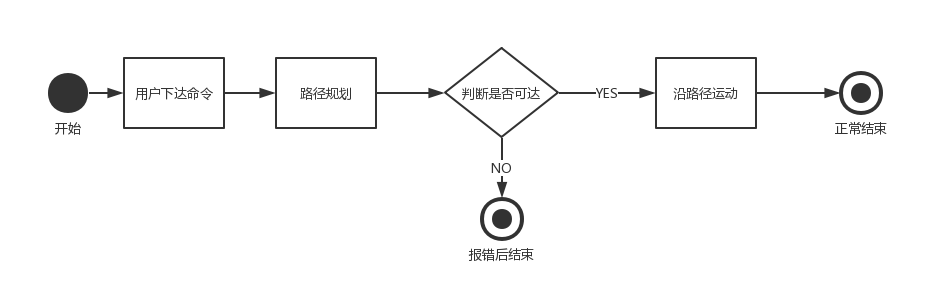 开始
用户下达命令
路径规划
判断是否可达
YES
沿路径运动
正常结束
NO
报错后结束